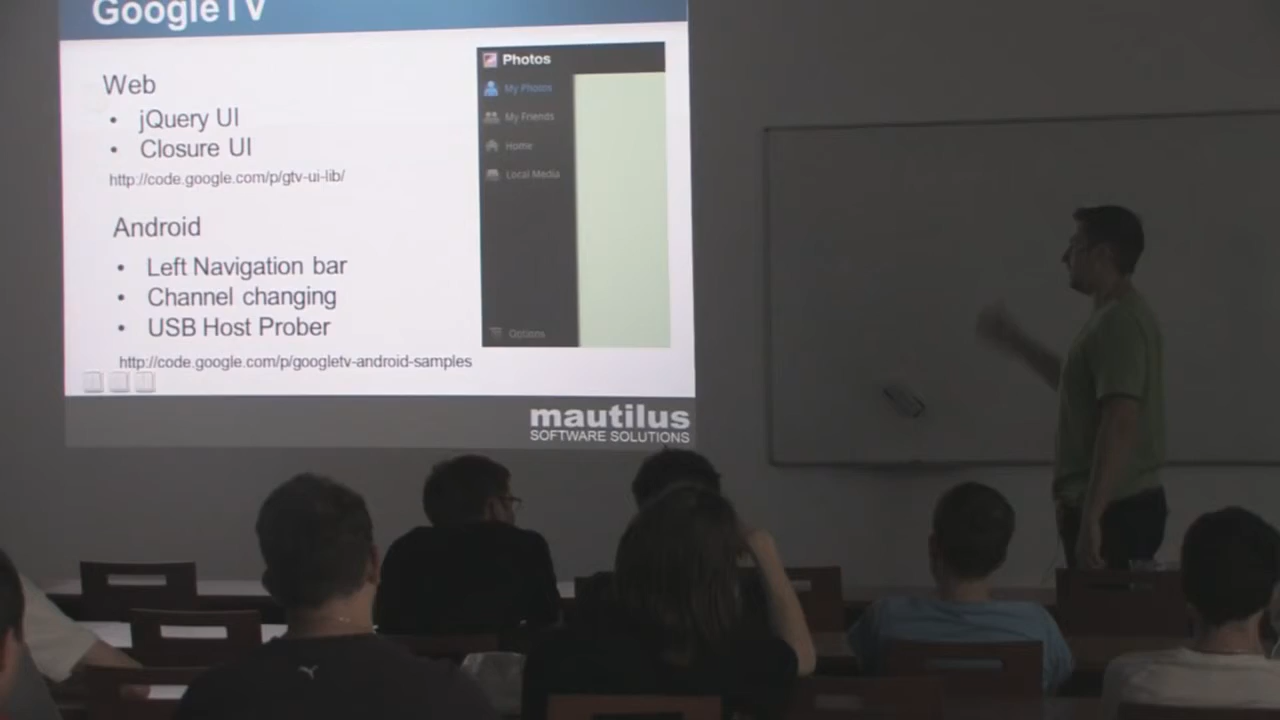 GoogleTV
Web
• jQuery UI
• Closure UI
http://code.google.com/p/gtv-ui-lib/
Android
• Left Navigation bar
• Channel changing
• USB Host Prober
http://code.google.com/p/googletv-android-samples
Photos
My Photos
My Friends
Home
Local Media
Options
mautilus
SOFTWARE SOLUTIONS